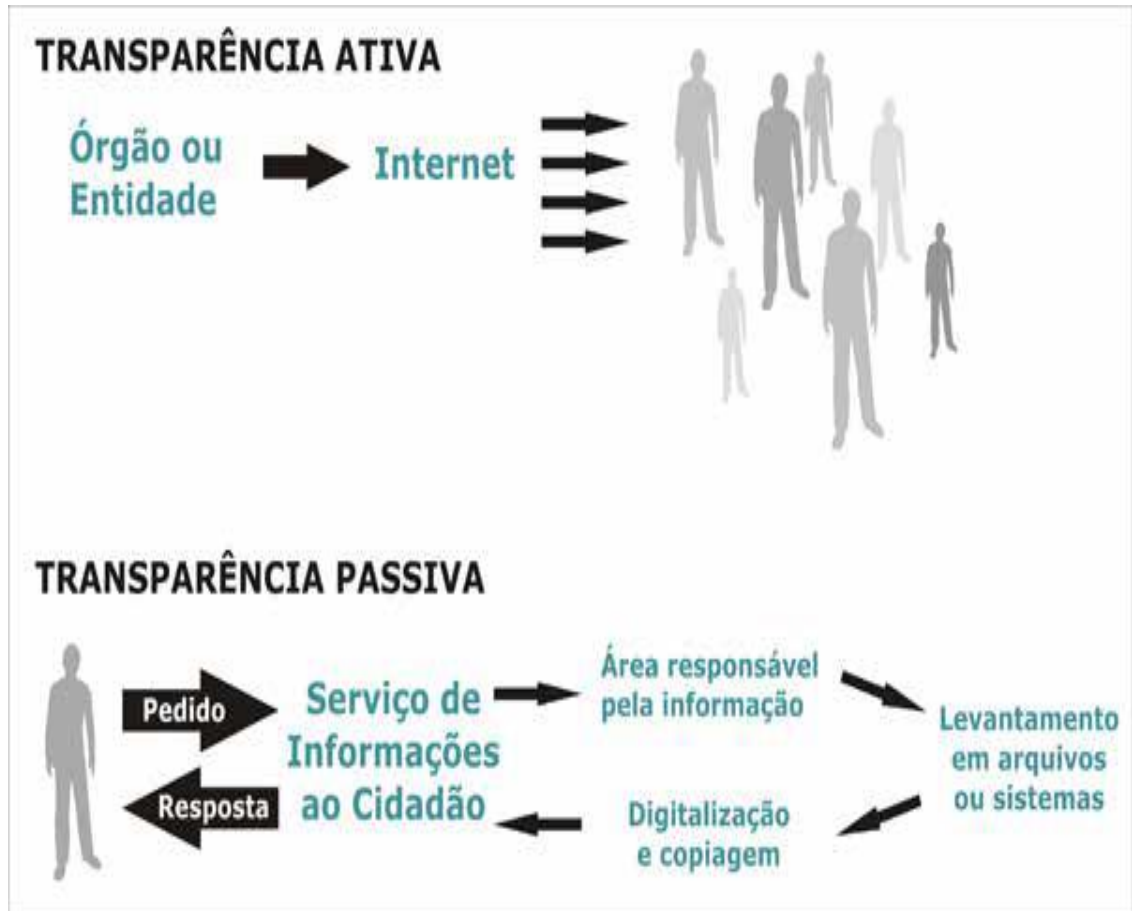 TRANSPARÊNCIA ATIVA
Órgão ou
Entidade
Internet
TRANSPARÊNCIA PASSIVA
Pedido
Resposta
Serviço de
Informações
ao Cidadão
Área responsável
pela informação
Levantamento
em arquivos
ou sistemas
Digitalização
e copiagem